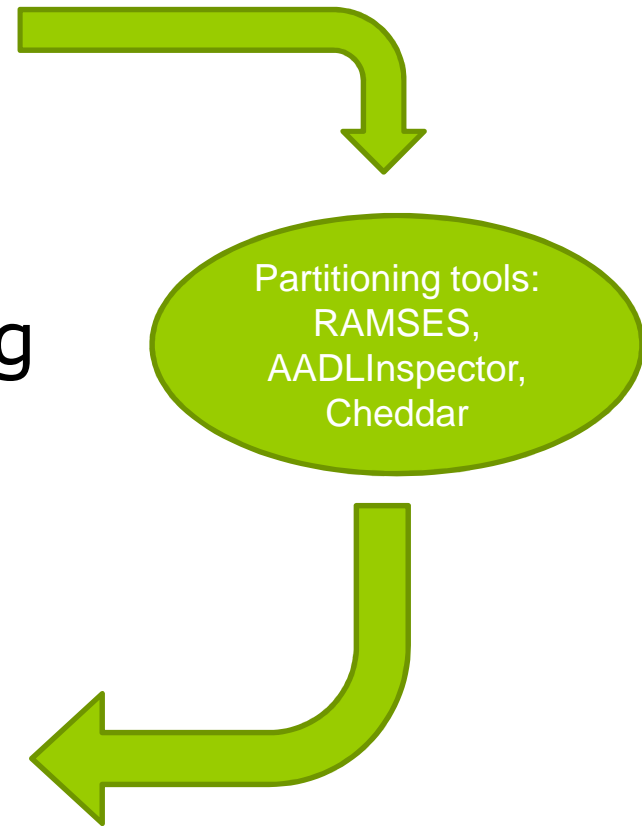 Partitioning tools:
RAMSES,
g
AADLInspector,
Cheddar